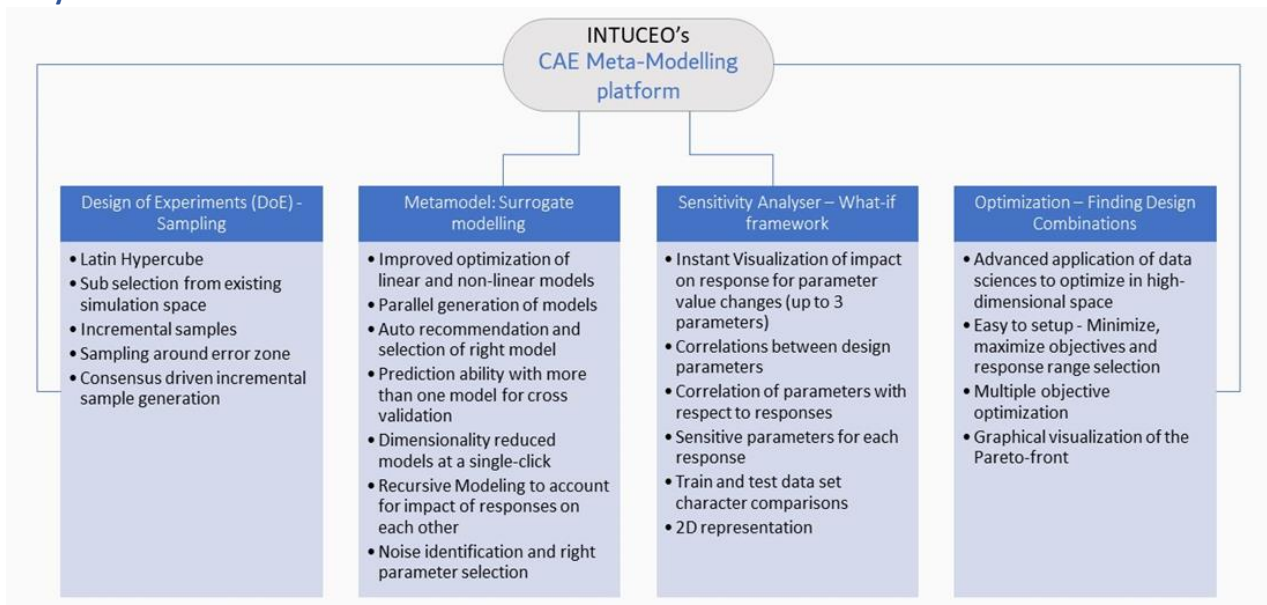 INTUCEO's
CAE Meta-Modelling
platform
Design of Experiments (DoE) -
Sampling
• Latin Hypercube
• Sub selection from existing
simulation space
• Incremental samples
• Sampling around error zone
• Consensus driven incremental
sample generation
Metamodel: Surrogate
modelling
• Improved optimization of
linear and non-linear models
• Parallel generation of models
• Auto recommendation and
selection of right model
• Prediction ability with more
than one model for cross
validation
• Dimensionality reduced
models at a single-click
• Recursive Modeling to account
for impact of responses on
each other
• Noise identification and right
parameter selection
Sensitivity Analyser – What-if
framework
• Instant Visualization of impact
on response for parameter
value changes (up to 3
parameters)
• Correlations between design
parameters
• Correlation of parameters with
respect to responses
• Sensitive parameters for each
response
• Train and test data set
character comparisons
• 2D representation
Optimization – Finding Design
Combinations
• Advanced application of data
sciences to optimize in high-
dimensional space
• Easy to setup - Minimize,
maximize objectives and
response range selection
• Multiple objective
optimization
• Graphical visualization of the
Pareto-front